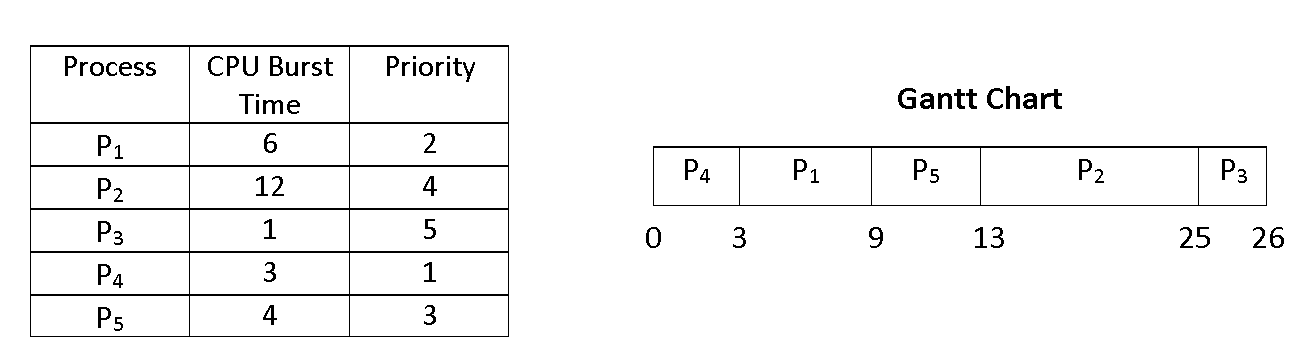 Process CPU Burst Time Priority
P₁ 6 2
P₂ 12 4
P₃ 1 5
P₄ 3 1
P₅ 4 3
Gantt Chart
P₄ P₁ P₅ P₂ P₃
0 3 9 13 25 26